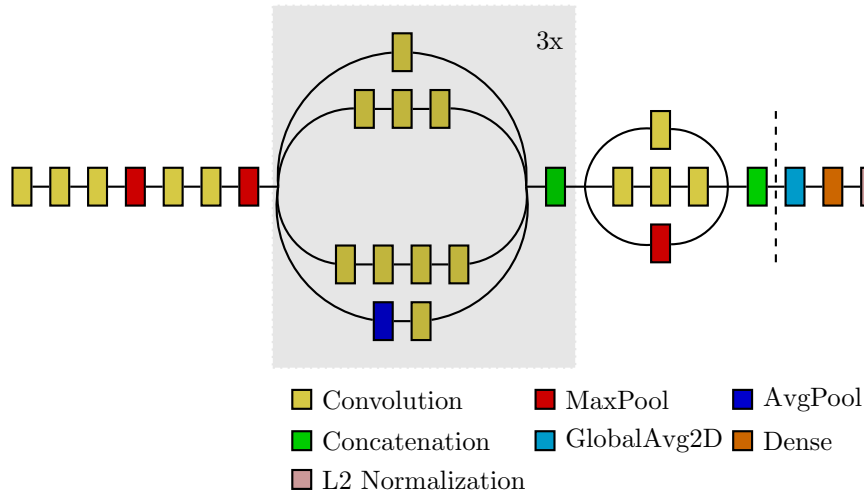 3x
Convolution MaxPool AvgPool
Concatenation GlobalAvg2D Dense
L2 Normalization